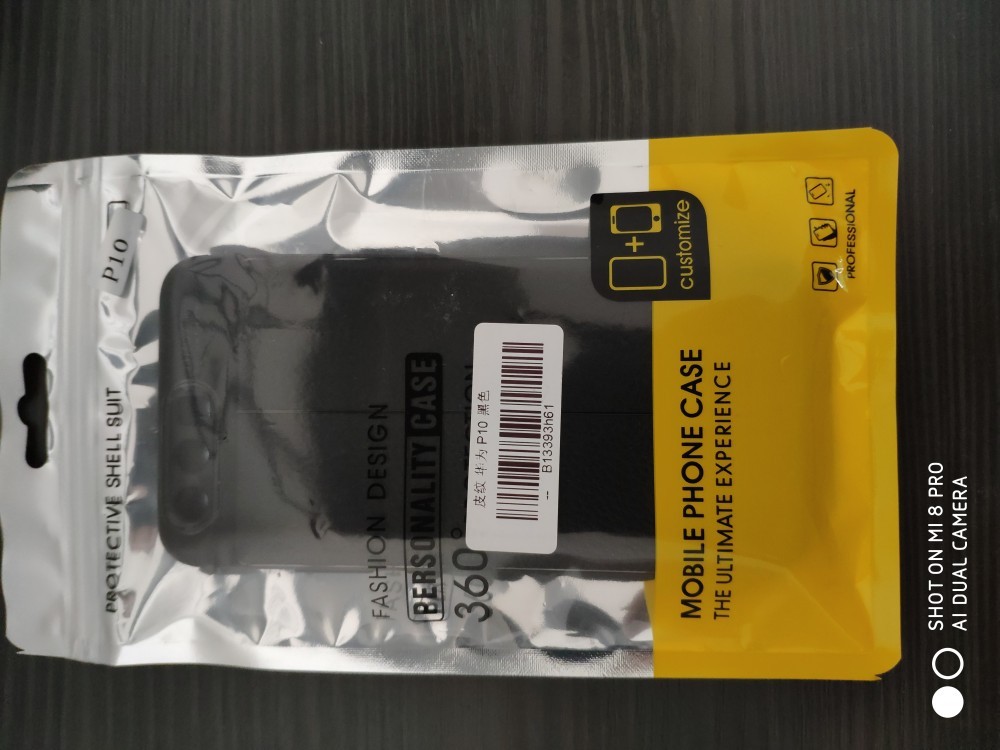 PROTECTIVE SHELL SUIT
P10
FASHION DESIGN
PERSONALITY CASE
360°
皮纹 华为 P10 黑色
-- B13393h61
customize
MOBILE PHONE CASE
THE ULTIMATE EXPERIENCE
PROFESSIONAL
SHOT ON MI 8 PRO
AI DUAL CAMERA